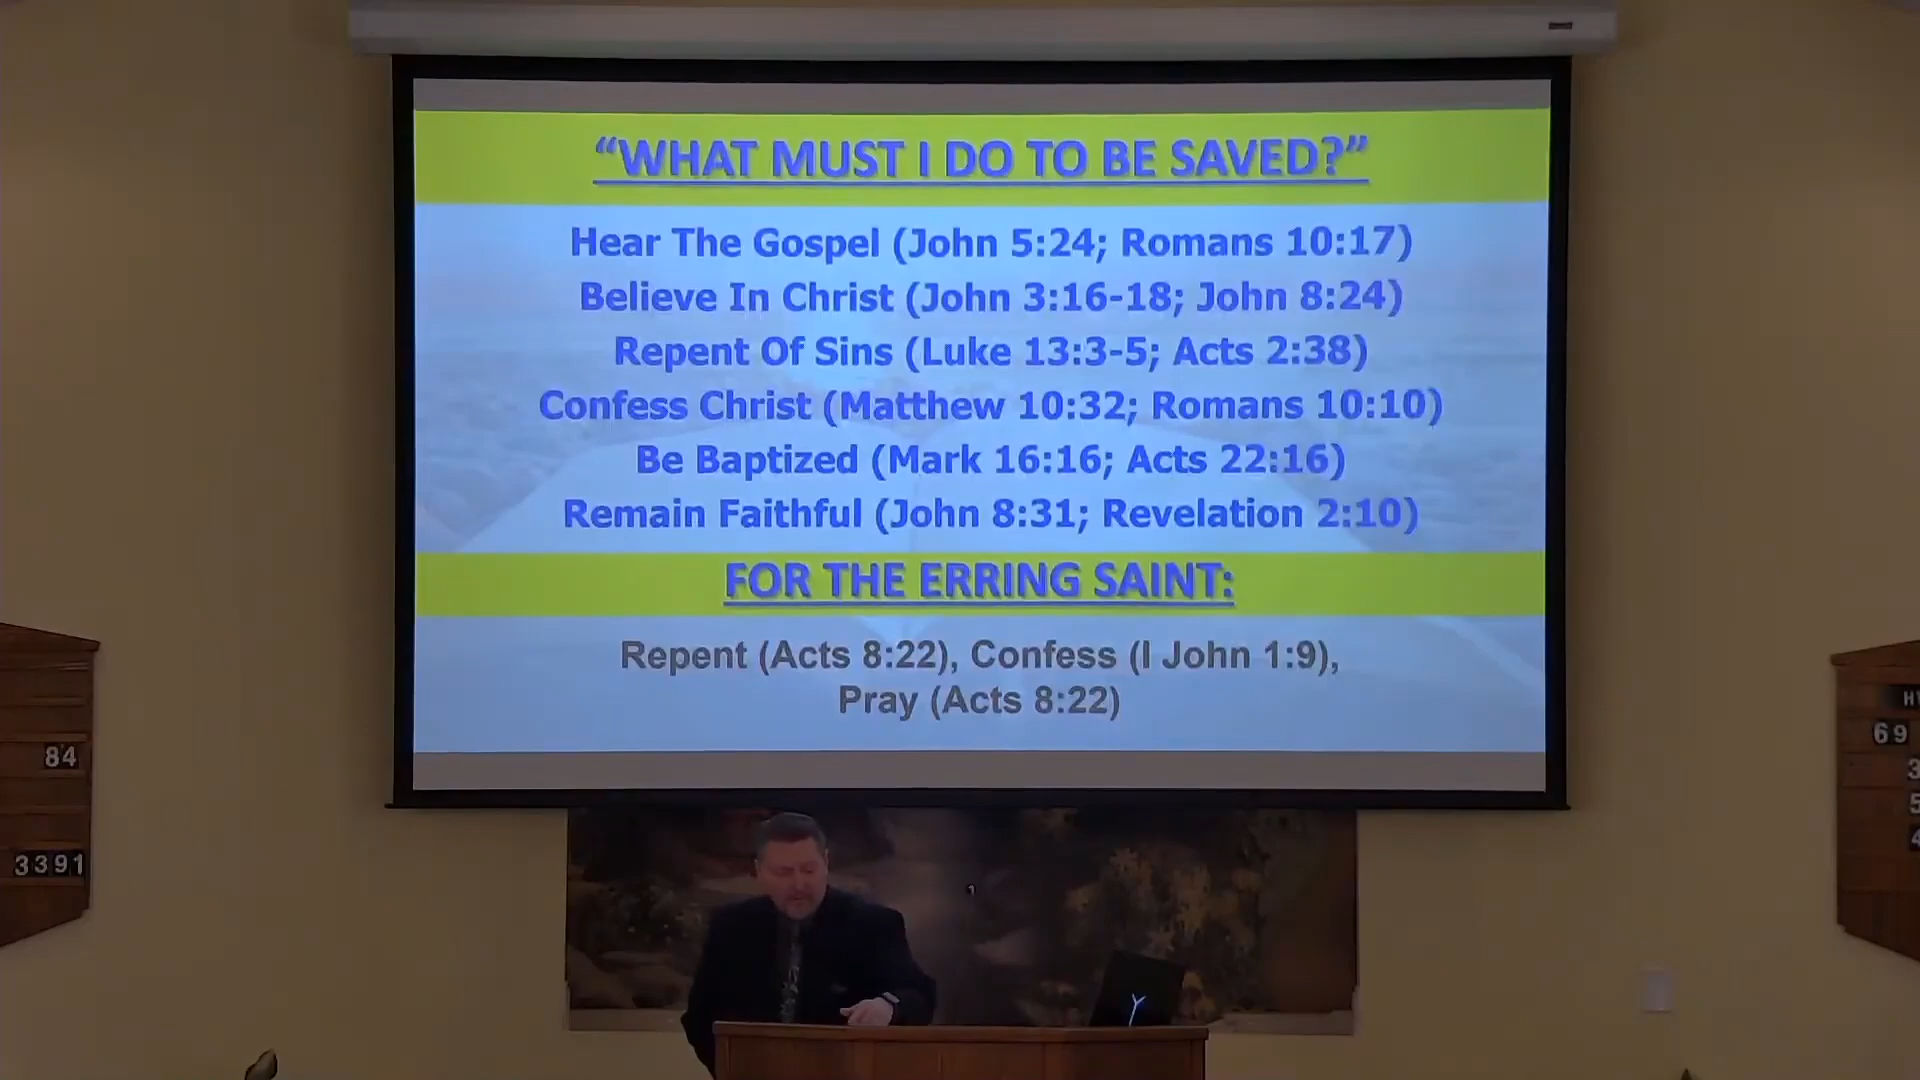 “WHAT MUST I DO TO BE SAVED?”
Hear The Gospel (John 5:24; Romans 10:17)
Believe In Christ (John 3:16-18; John 8:24)
Repent Of Sins (Luke 13:3-5; Acts 2:38)
Confess Christ (Matthew 10:32; Romans 10:10)
Be Baptized (Mark 16:16; Acts 22:16)
Remain Faithful (John 8:31; Revelation 2:10)
FOR THE ERRING SAINT:
Repent (Acts 8:22), Confess (I John 1:9),
Pray (Acts 8:22)
84
3391
69